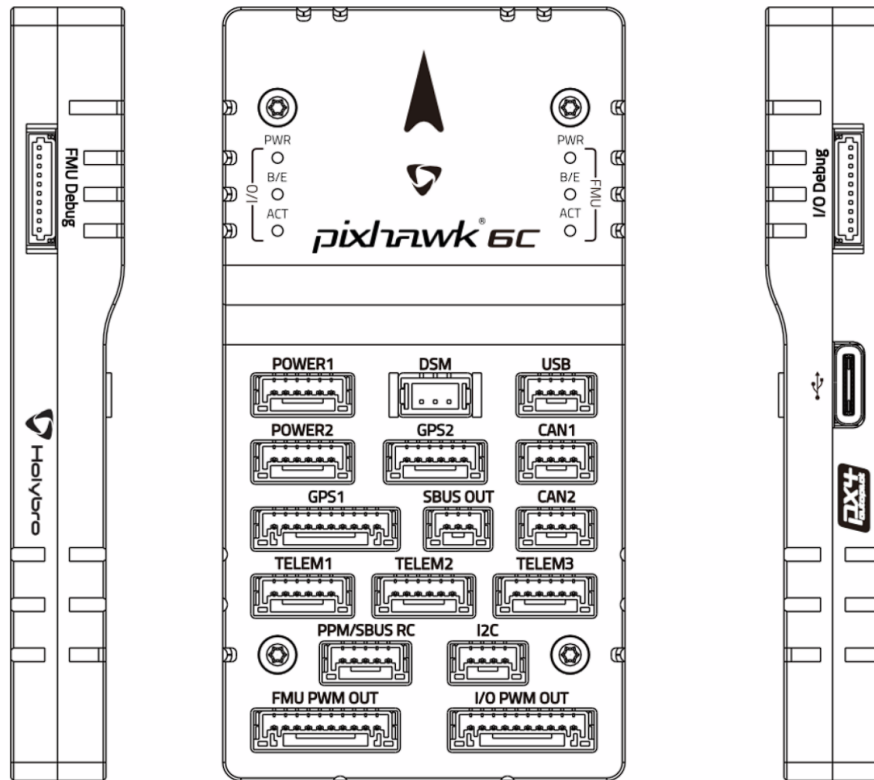 FMU Debug
Holybro
PWR
B/E
ACT
I/O
PWR
B/E
ACT
FMU
pixhawk® 6C
POWER1 DSM USB
POWER2 GPS2 CAN1
GPS1 SBUS OUT CAN2
TELEM1 TELEM2 TELEM3
PPM/SBUS RC I2C
FMU PWM OUT I/O PWM OUT
I/O Debug
px4
autopilot